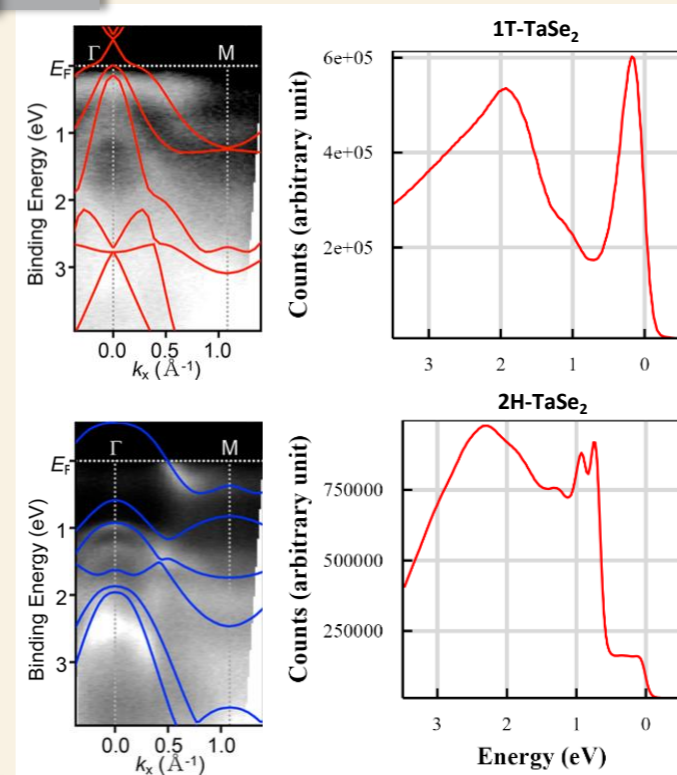 1T-TaSe₂
Γ M
E_F
1
2
3
Binding Energy (eV)
0.0 0.5 1.0
kₓ (Å⁻¹)
6e+05
4e+05
2e+05
Counts (arbitrary unit)
3 2 1 0
2H-TaSe₂
Γ M
E_F
1
2
3
Binding Energy (eV)
0.0 0.5 1.0
kₓ (Å⁻¹)
750000
500000
250000
Counts (arbitrary unit)
3 2 1 0
Energy (eV)